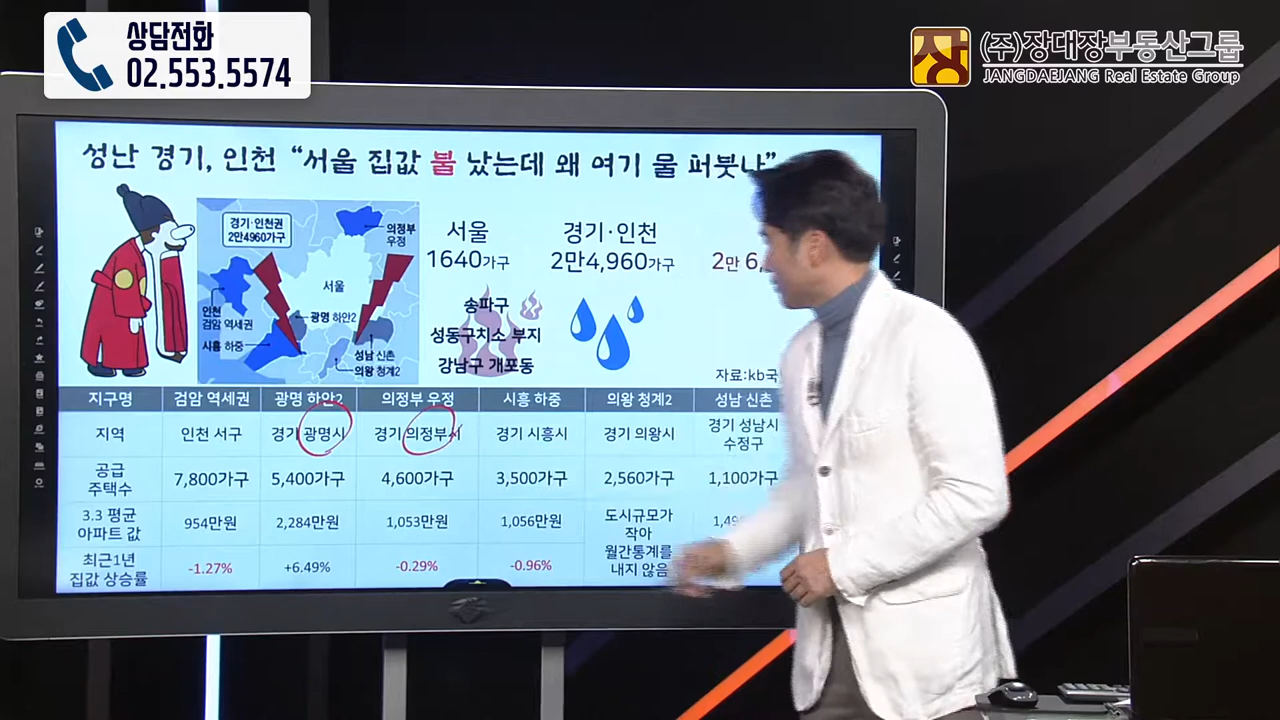 상담전화
02.553.5574
장
(주)장대장부동산그룹
JANGDAEJANG Real Estate Group
성난 경기, 인천 “서울 집값 불 났는데 왜 여기 물 퍼붓나”
경기·인천권
2만4960가구
의정부
우정
서울
인천
검암 역세권
광명 하안2
시흥 하중
성남 신촌
의왕 청계2
서울
1640가구
경기·인천
2만4,960가구
2만
송파구
성동구치소 부지
강남구 개포동
자료:kb국
지구명 검암 역세권 광명 하안2 의정부 우정 시흥 하중 의왕 청계2 성남 신촌
지역 인천 서구 경기 광명시 경기 의정부시 경기 시흥시 경기 의왕시 경기 성남시 수정구
공급 주택수 7,800가구 5,400가구 4,600가구 3,500가구 2,560가구 1,100가구
3.3 평균 아파트 값 954만원 2,284만원 1,053만원 1,056만원 도시규모가 작아 월간통계를 내지 않음
최근1년 집값 상승률 -1.27% +6.49% -0.29% -0.96%